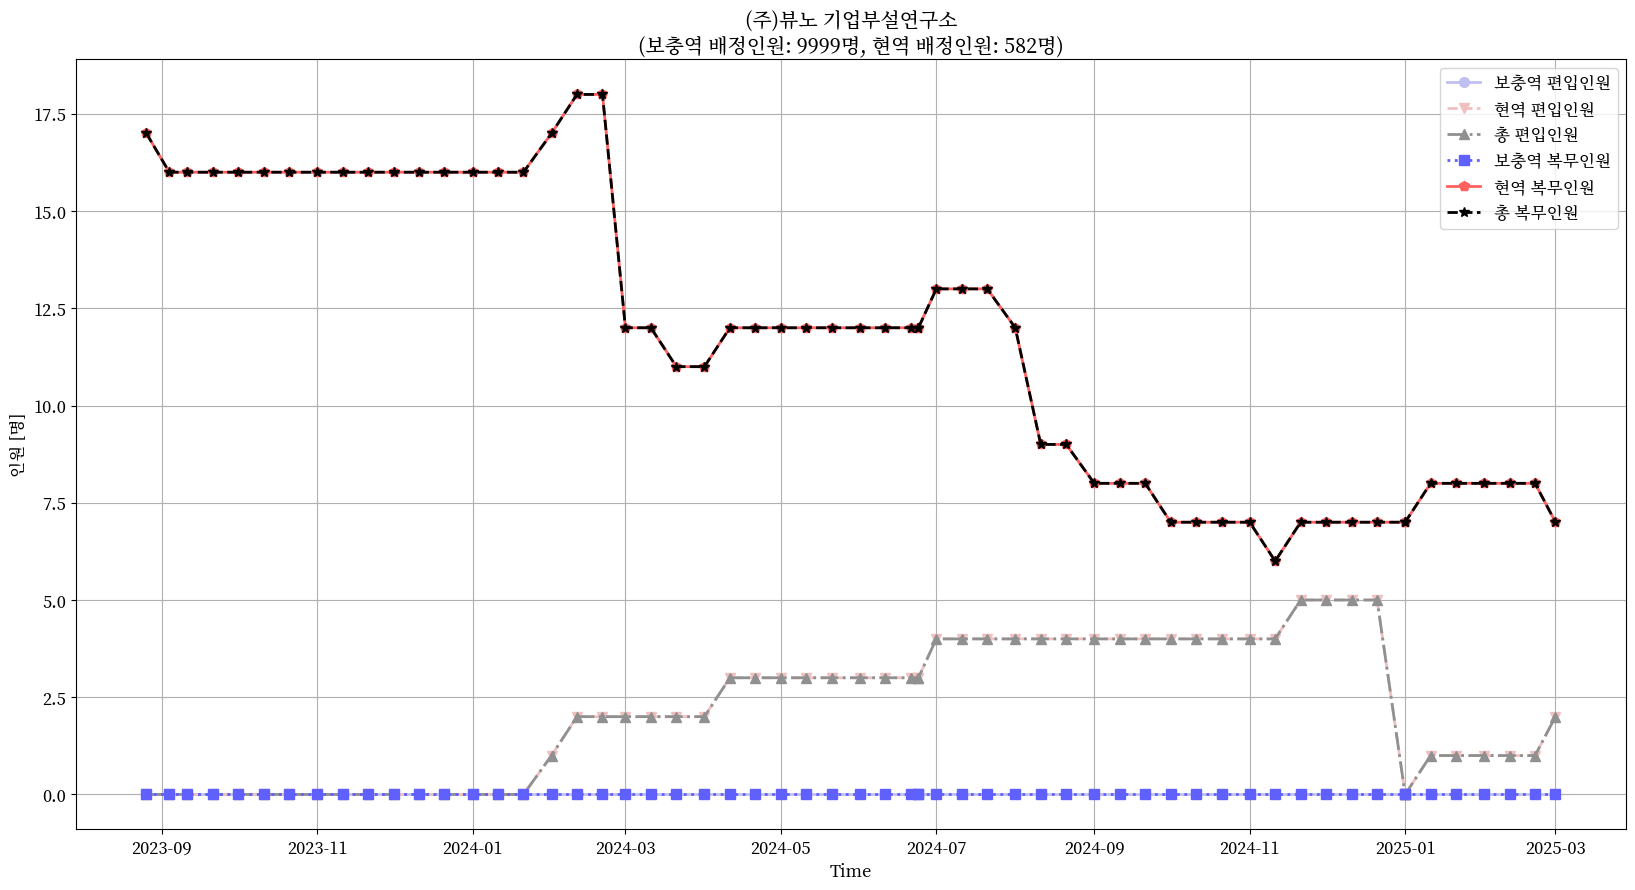 (주)뷰노 기업부설연구소
(보충역 배정인원: 9999명, 현역 배정인원: 582명)
보충역 편입인원
현역 편입인원
총 편입인원
보충역 복무인원
현역 복무인원
총 복무인원
17.5
15.0
12.5
10.0
7.5
5.0
2.5
0.0
인원 [명]
2023-09 2023-11 2024-01 2024-03 2024-05 2024-07 2024-09 2024-11 2025-01 2025-03
Time